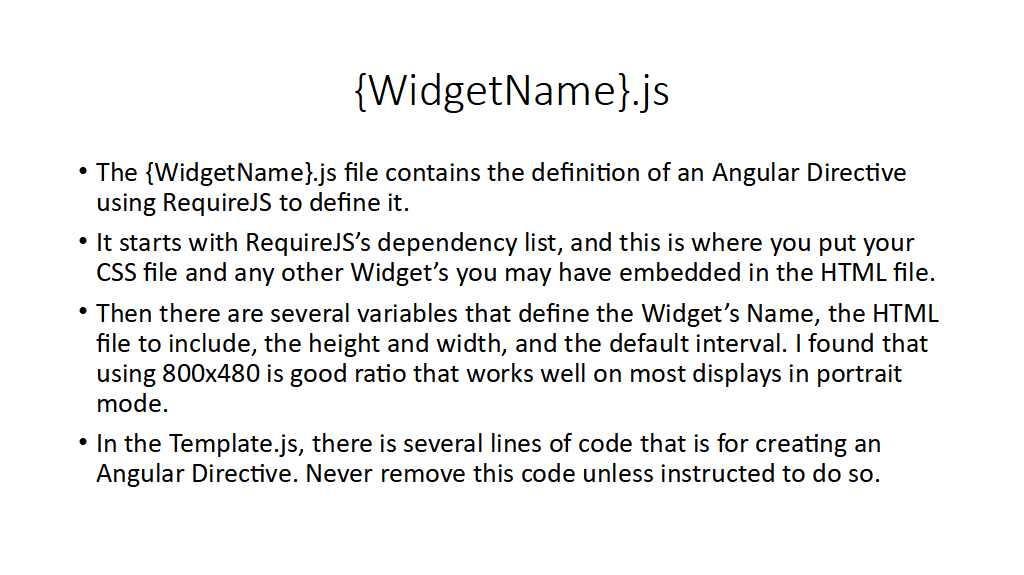 {WidgetName}.js
• The {WidgetName}.js file contains the definition of an Angular Directive
using RequireJS to define it.
• It starts with RequireJS’s dependency list, and this is where you put your
CSS file and any other Widget’s you may have embedded in the HTML file.
• Then there are several variables that define the Widget’s Name, the HTML
file to include, the height and width, and the default interval. I found that
using 800x480 is good ratio that works well on most displays in portrait
mode.
• In the Template.js, there is several lines of code that is for creating an
Angular Directive. Never remove this code unless instructed to do so.